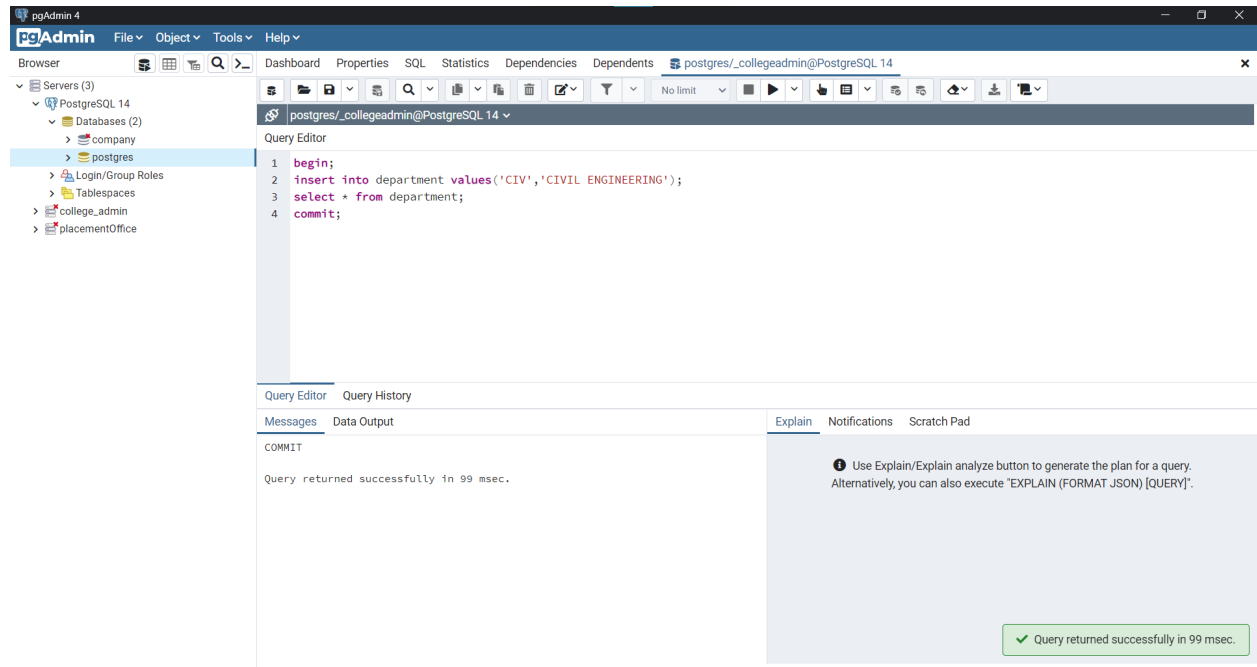 pgAdmin 4
pgAdmin File Object Tools Help
Browser
Dashboard Properties SQL Statistics Dependencies Dependents postgres/_collegeadmin@PostgreSQL 14
Servers (3)
PostgreSQL 14
Databases (2)
company
postgres
Login/Group Roles
Tablespaces
college_admin
placementOffice
No limit
postgres/_collegeadmin@PostgreSQL 14
Query Editor
1 begin;
2 insert into department values('CIV','CIVIL ENGINEERING');
3 select * from department;
4 commit;
Query Editor Query History
Messages Data Output
COMMIT
Query returned successfully in 99 msec.
Explain Notifications Scratch Pad
Use Explain/Explain analyze button to generate the plan for a query.
Alternatively, you can also execute "EXPLAIN (FORMAT JSON) [QUERY]".
Query returned successfully in 99 msec.